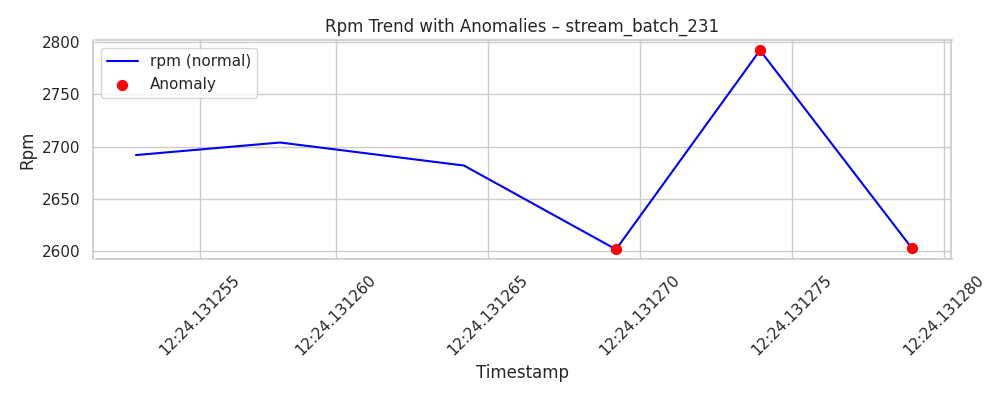 Rpm Trend with Anomalies – stream_batch_231
rpm (normal)
Anomaly
2800
2750
2700
2650
2600
Rpm
12:24.131255
12:24.131260
12:24.131265
12:24.131270
12:24.131275
12:24.131280
Timestamp